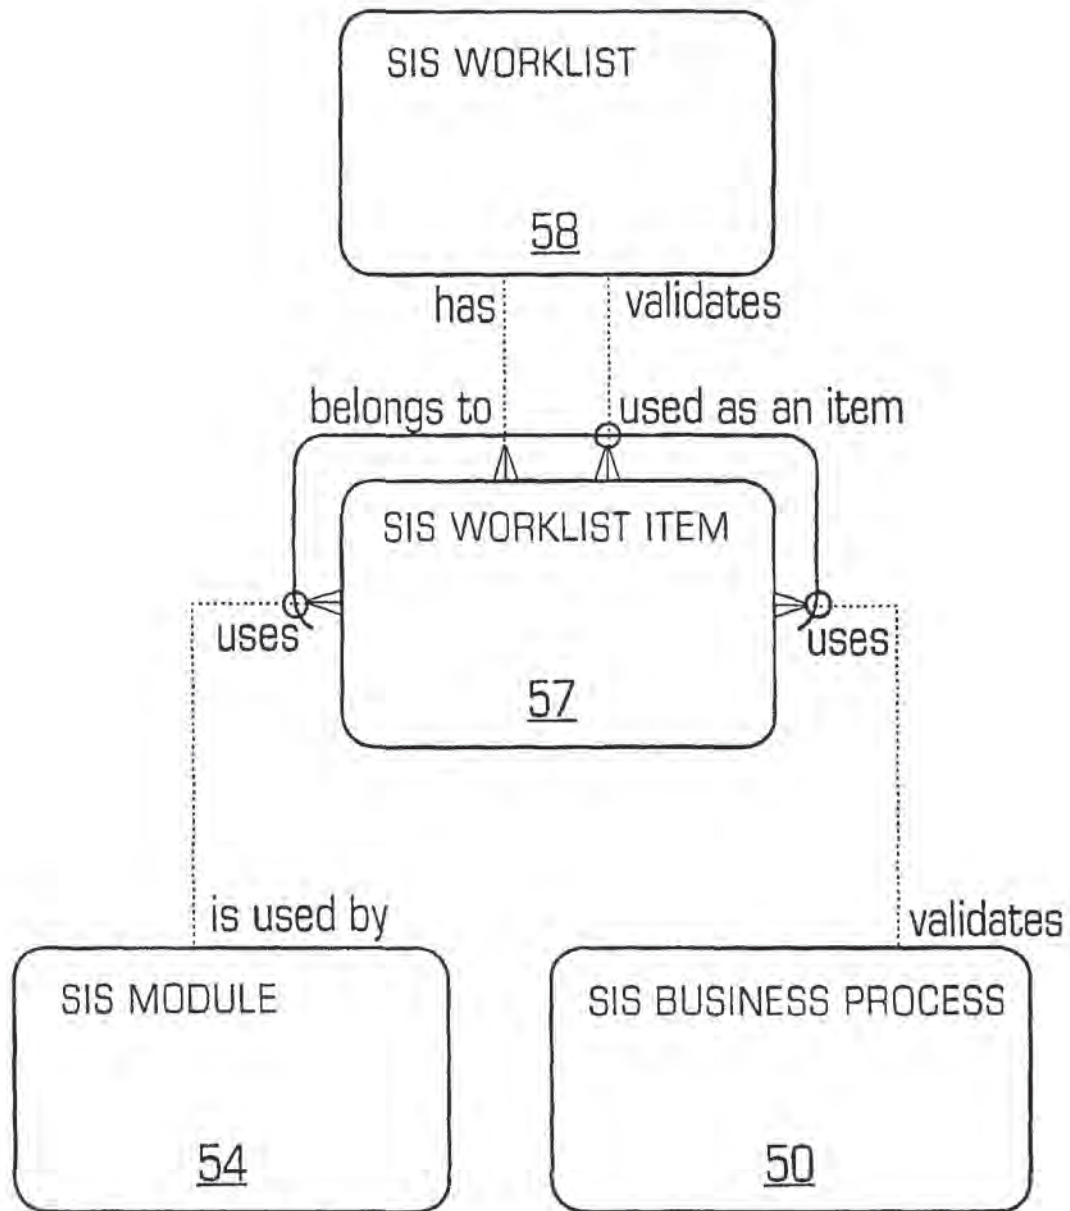 SIS WORKLIST
58
has
validates
belongs to
used as an item
SIS WORKLIST ITEM
uses
uses
57
is used by
validates
SIS MODULE
SIS BUSINESS PROCESS
54
50